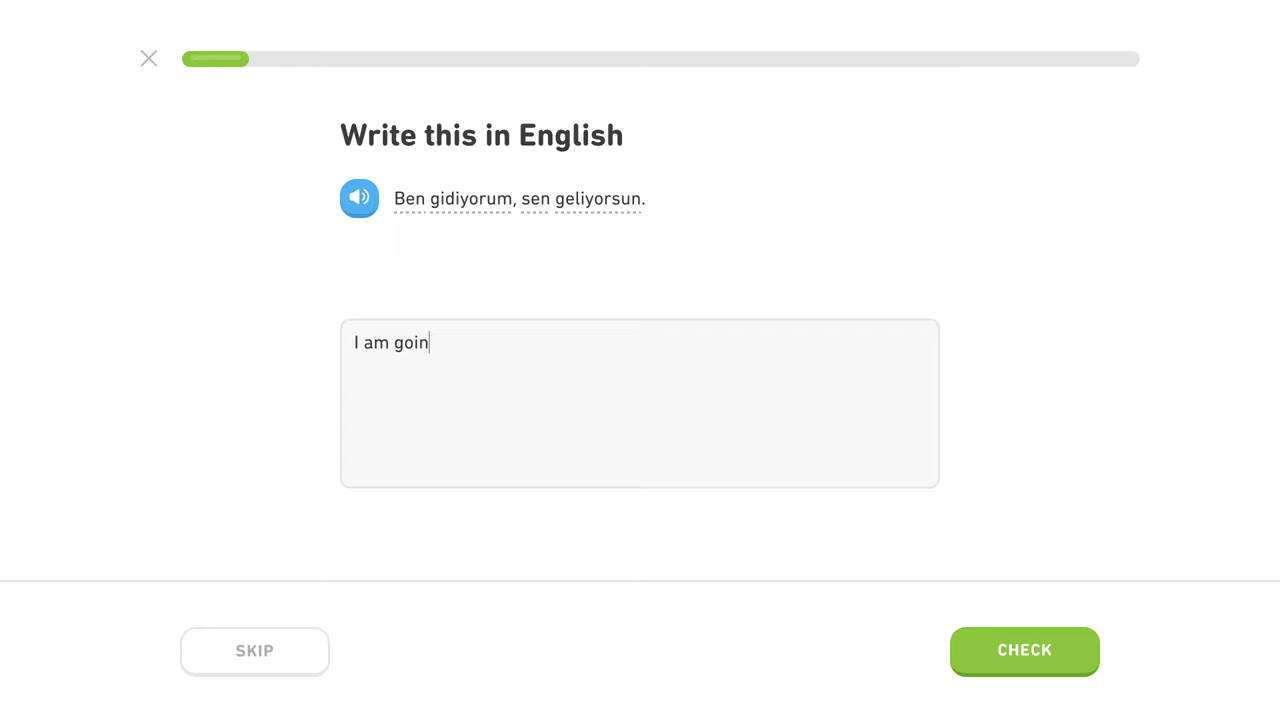 Write this in English
Ben gidiyorum, sen geliyorsun.
I am goin
SKIP
CHECK